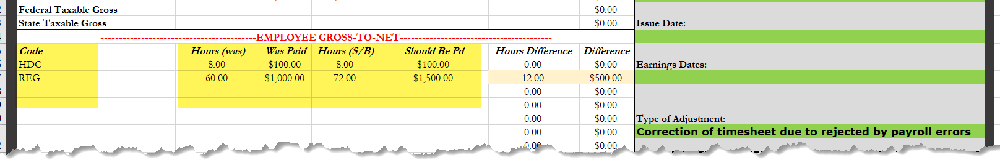 Federal Taxable Gross $0.00
State Taxable Gross $0.00 Issue Date:
-----------------------------------------EMPLOYEE GROSS-TO-NET-----------------------------------------
Code Hours (was) Was Paid Hours (S/B) Should Be Pd Hours Difference Difference
HDC 8.00 $100.00 8.00 $100.00 0.00 $0.00 Earnings Dates:
REG 60.00 $1,000.00 72.00 $1,500.00 12.00 $500.00
0.00 $0.00
0.00 $0.00
0.00 $0.00 Type of Adjustment:
0.00 $0.00 Correction of timesheet due to rejected by payroll errors
0.00 $0.00